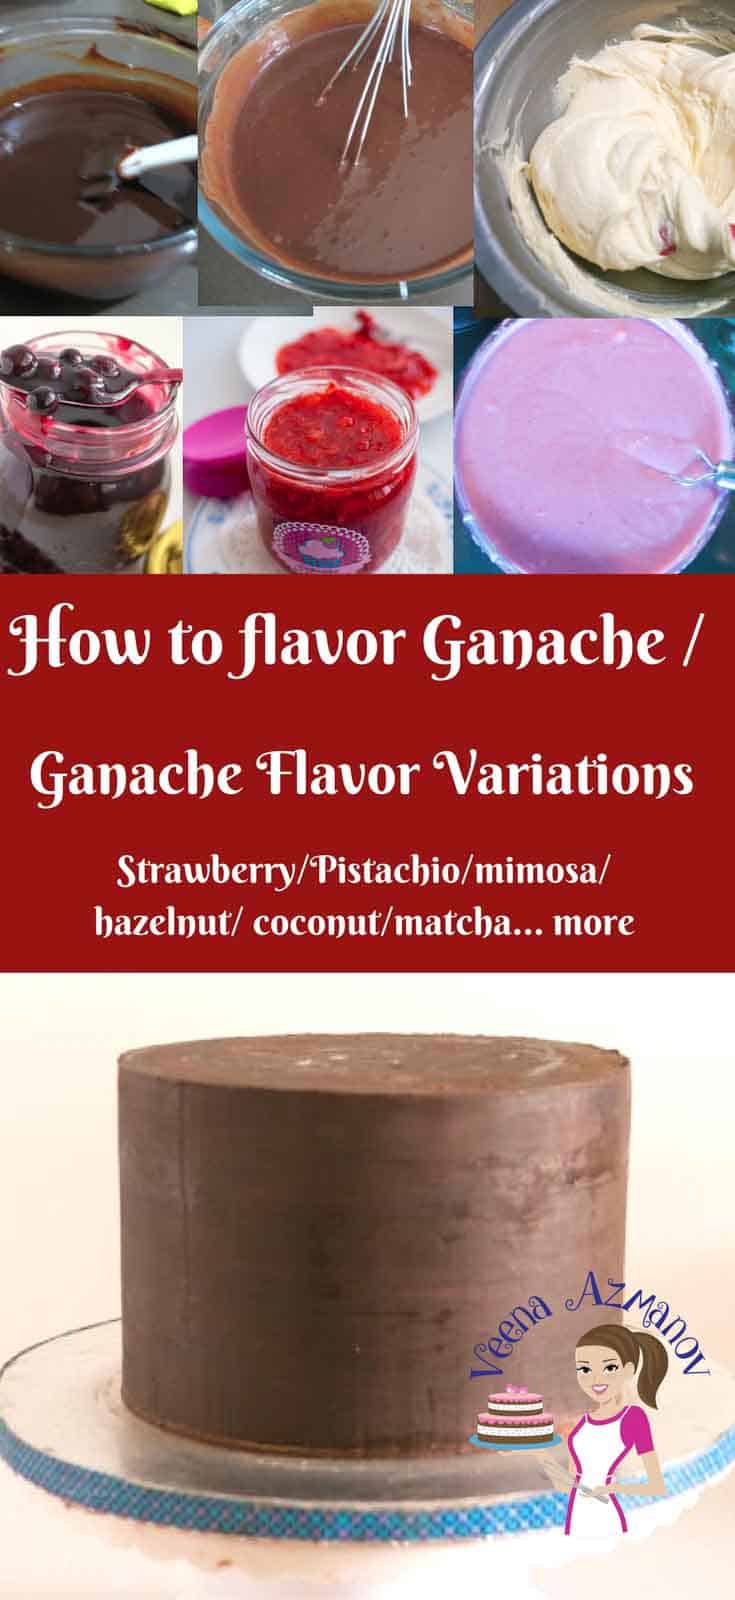 How to flavor Ganache /
Ganache Flavor Variations
Strawberry/Pistachio/mimosa/
hazelnut/ coconut/matcha... more
Veena Azmanov